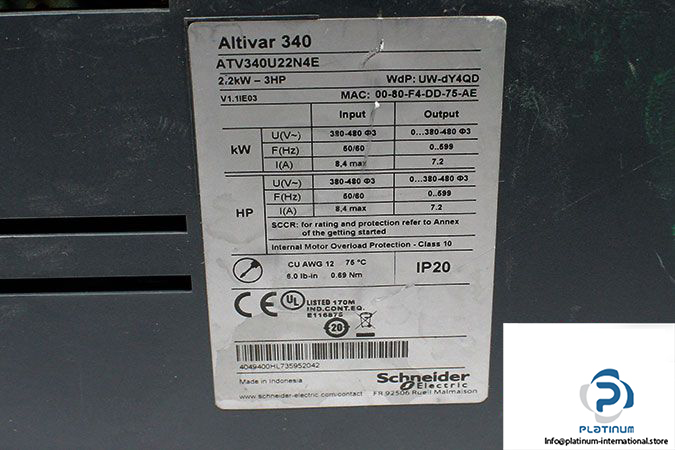 Altivar 340
ATV340U22N4E
2.2kW – 3HP WdP: UW-dY4QD
V1.1IE03 MAC: 00-80-F4-DD-75-AE
Input Output
kW
U(V~) 380-480 Φ3 0...380-480 Φ3
F(Hz) 50/60 0..599
I(A) 8,4 max 7.2
HP
U(V~) 380-480 Φ3 0...380-480 Φ3
F(Hz) 50/60 0..599
I(A) 8,4 max 7.2
SCCR: for rating and protection refer to Annex
of the getting started
Internal Motor Overload Protection - Class 10
CU AWG 12 75 °C
6.0 lb-in 0.69 Nm
IP20
CE
UL
LISTED 170M
IND.CONT.EQ.
E116875
20
4049400HL735952042
Made in Indonesia
Schneider
Electric
www.schneider-electric.com/contact FR 92506 Rueil Malmaison
PLATINUM
Info@platinum-international.store